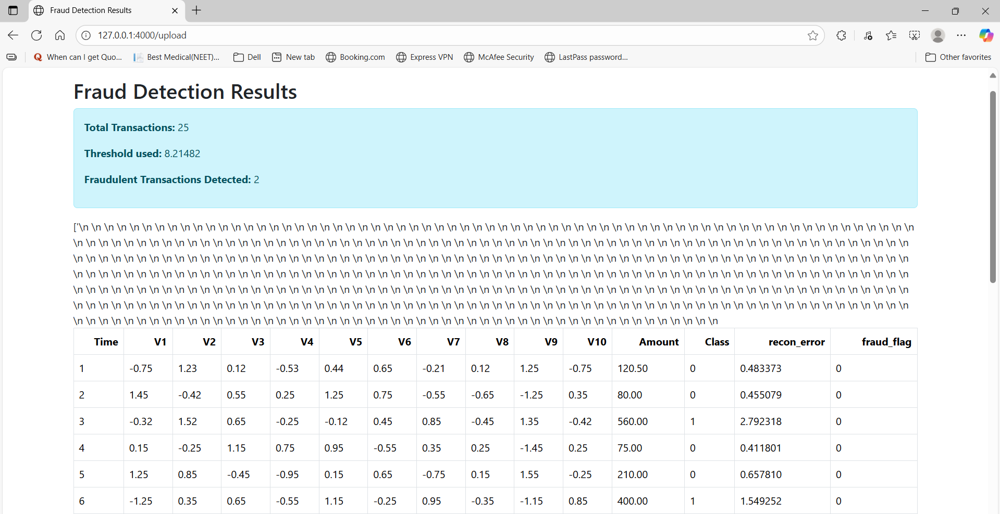 Fraud Detection Results
127.0.0.1:4000/upload
When can I get Quo... Best Medical(NEET)... Dell New tab Booking.com Express VPN McAfee Security LastPass password... Other favorites
Fraud Detection Results
Total Transactions: 25
Threshold used: 8.21482
Fraudulent Transactions Detected: 2
['\n \n \n \n \n \n \n \n \n \n \n \n \n \n \n \n \n \n \n \n \n \n \n \n \n \n \n \n \n \n \n \n \n \n \n \n \n \n \n \n \n \n \n \n \n \n \n \n \n \n \n \n \n \n \n \n \n \n \n \n \n \n \n \n \n \n
\n \n \n \n \n \n \n \n \n \n \n \n \n \n \n \n \n \n \n \n \n \n \n \n \n \n \n \n \n \n \n \n \n \n \n \n \n \n \n \n \n \n \n \n \n \n \n \n \n \n \n \n \n \n \n \n \n \n \n \n \n \n \n \n \n \n
\n \n \n \n \n \n \n \n \n \n \n \n \n \n \n \n \n \n \n \n \n \n \n \n \n \n \n \n \n \n \n \n \n \n \n \n \n \n \n \n \n \n \n \n \n \n \n \n \n \n \n \n \n \n \n \n \n \n \n \n \n \n \n \n \n \n
\n \n \n \n \n \n \n \n \n \n \n \n \n \n \n \n \n \n \n \n \n \n \n \n \n \n \n \n \n \n \n \n \n \n \n \n \n \n \n \n \n \n \n \n \n \n \n \n \n \n \n \n \n \n \n \n \n \n \n \n \n \n \n \n \n \n
\n \n \n \n \n \n \n \n \n \n \n \n \n \n \n \n \n \n \n \n \n \n \n \n \n \n \n \n \n \n \n \n \n \n \n \n \n \n \n \n \n \n \n \n \n \n \n \n \n \n \n \n \n \n \n \n \n \n \n \n \n \n \n \n \n \n
\n \n \n \n \n \n \n \n \n \n \n \n \n \n \n \n \n \n \n \n \n \n \n \n \n \n \n \n \n \n \n \n \n \n \n \n \n \n \n \n \n \n \n \n \n \n \n \n \n \n \n \n \n \n \n \n \n \n \n \n \n \n \n \n \n \n
\n \n \n \n \n \n \n \n \n \n \n \n \n \n \n \n \n \n \n \n \n \n \n \n \n \n \n \n \n \n \n \n \n \n \n \n \n \n \n \n \n \n \n \n \n \n \n \n \n \n \n
Time V1 V2 V3 V4 V5 V6 V7 V8 V9 V10 Amount Class recon_error fraud_flag
1 -0.75 1.23 0.12 -0.53 0.44 0.65 -0.21 0.12 1.25 -0.75 120.50 0 0.483373 0
2 1.45 -0.42 0.55 0.25 1.25 0.75 -0.55 -0.65 -1.25 0.35 80.00 0 0.455079 0
3 -0.32 1.52 0.65 -0.25 -0.12 0.45 0.85 -0.45 1.35 -0.42 560.00 1 2.792318 0
4 0.15 -0.25 1.15 0.75 0.95 -0.55 0.35 0.25 -1.45 0.25 75.00 0 0.411801 0
5 1.25 0.85 -0.45 -0.95 0.15 0.65 -0.75 0.15 1.55 -0.25 210.00 0 0.657810 0
6 -1.25 0.35 0.65 -0.55 1.15 -0.25 0.95 -0.35 -1.15 0.85 400.00 1 1.549252 0